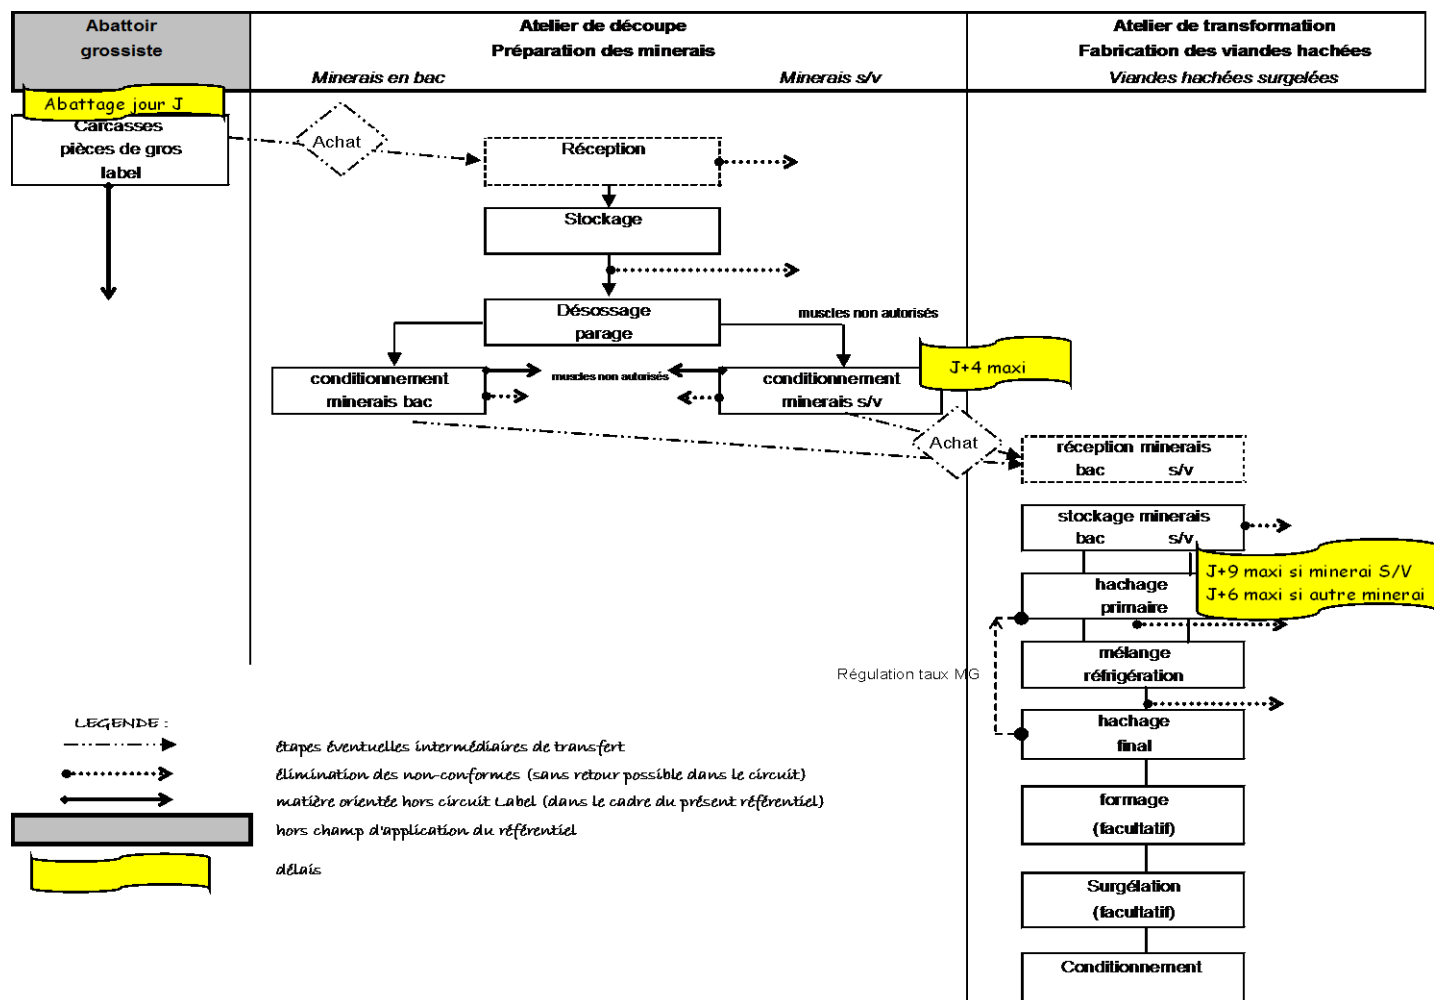 Abattoir
grossiste
Atelier de découpe
Préparation des minerais
Minerais en bac
Minerais s/v
Atelier de transformation
Fabrication des viandes hachées
Viandes hachées surgelées
Abattage jour J
Carcasses
pièces de gros
label
Achat
Réception
Stockage
Désossage
parage
muscles non autorisés
J+4 maxi
conditionnement
minerais bac
muscles non autorisés
conditionnement
minerais s/v
Achat
réception minerais
bac s/v
stockage minerais
bac s/v
J+9 maxi si minerai S/V
J+6 maxi si autre minerai
hachage
primaire
mélange
réfrigération
Régulation taux MG
hachage
final
formage
(facultatif)
Surgélation
(facultatif)
Conditionnement
LEGENDE :
étapes éventuelles intermédiaires de transfert
élimination des non-conformes (sans retour possible dans le circuit)
matière orientée hors circuit Label (dans le cadre du présent référentiel)
hors champ d'application du référentiel
délais